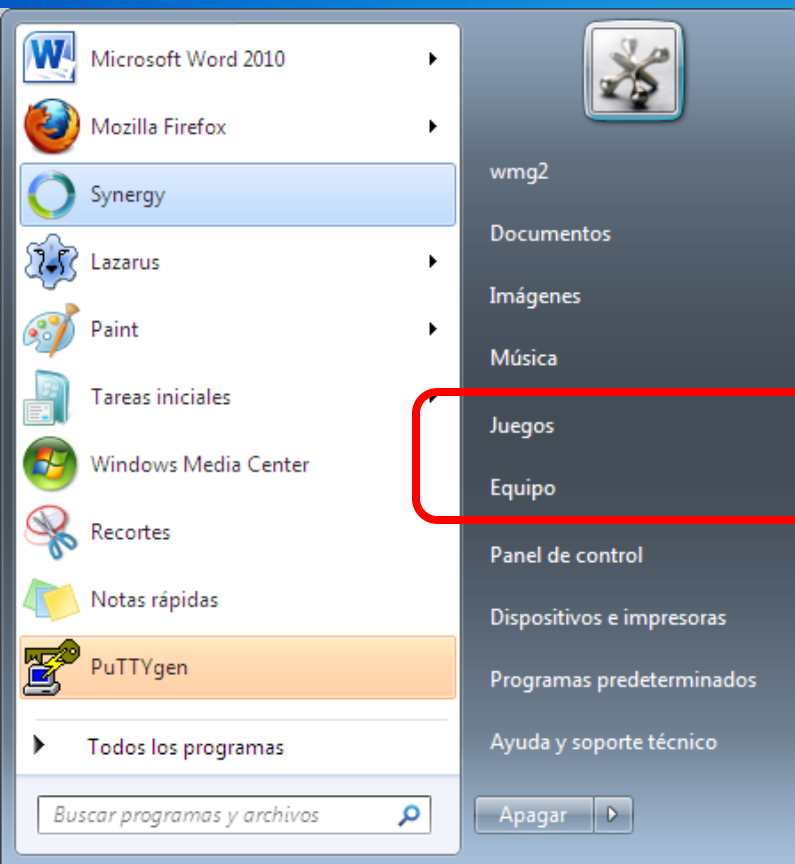 Microsoft Word 2010
Mozilla Firefox
Synergy
Lazarus
Paint
Tareas iniciales
Windows Media Center
Recortes
Notas rápidas
PuTTYgen
Todos los programas
Buscar programas y archivos
wmg2
Documentos
Imágenes
Música
Juegos
Equipo
Panel de control
Dispositivos e impresoras
Programas predeterminados
Ayuda y soporte técnico
Apagar